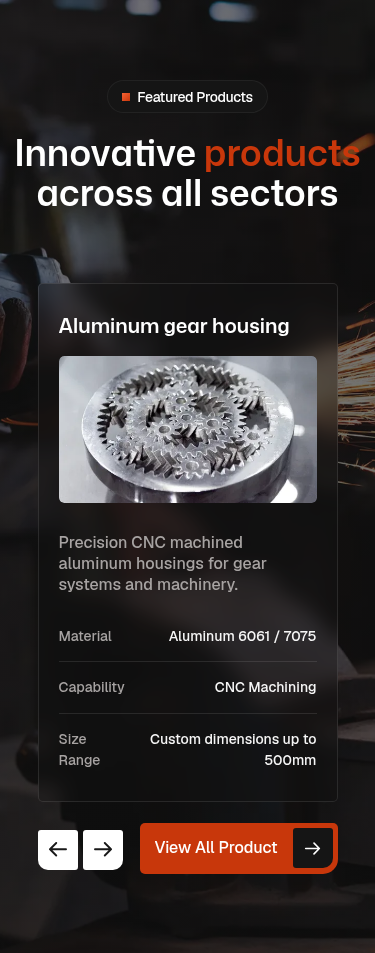 Featured Products
Innovative products
across all sectors
Aluminum gear housing
Precision CNC machined
aluminum housings for gear
systems and machinery.
Material Aluminum 6061 / 7075
Capability CNC Machining
Size Range Custom dimensions up to
500mm
View All Product